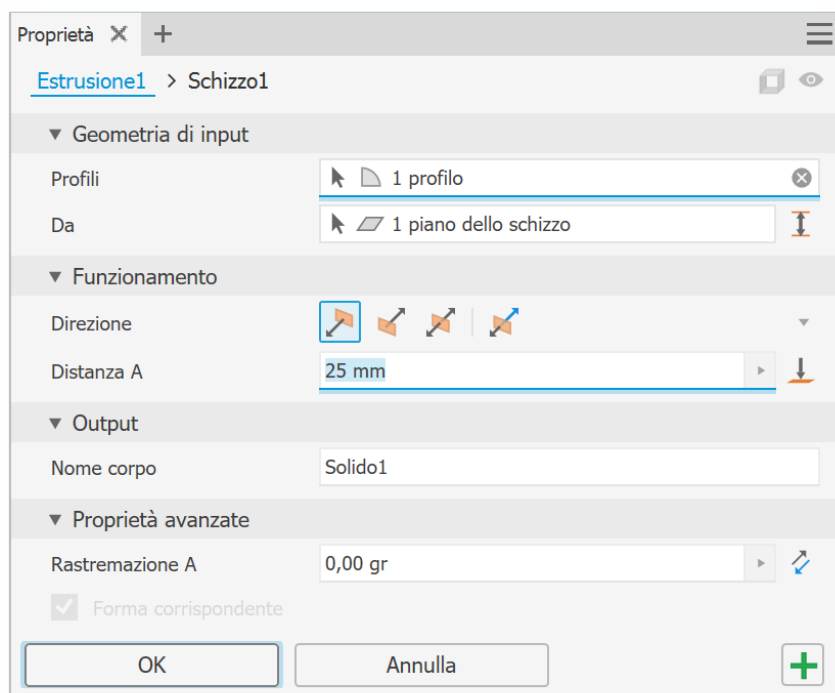 Proprietà
Estrusione1 > Schizzo1
Geometria di input
Profili 1 profilo
Da 1 piano dello schizzo
Funzionamento
Direzione
Distanza A 25 mm
Output
Nome corpo Solido1
Proprietà avanzate
Rastremazione A 0,00 gr
Forma corrispondente
OK Annulla